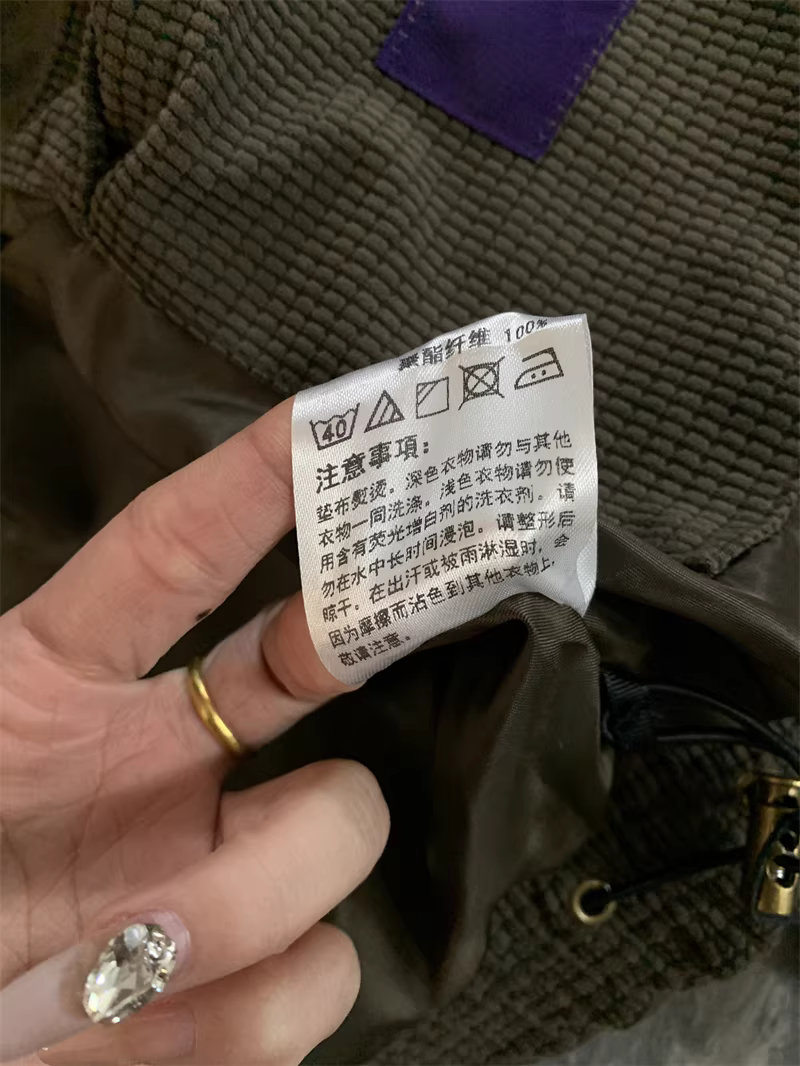 聚酯纤维 100%
40
注意事項：
垫布熨烫。深色衣物请勿与其他
衣物一同洗涤。浅色衣物请勿使
用含有荧光增白剂的洗衣剂。请
勿在水中长时间浸泡。请整形后
晾干。在出汗或被雨淋湿时，会
因为摩擦而沾色到其他衣物上，
敬请注意。